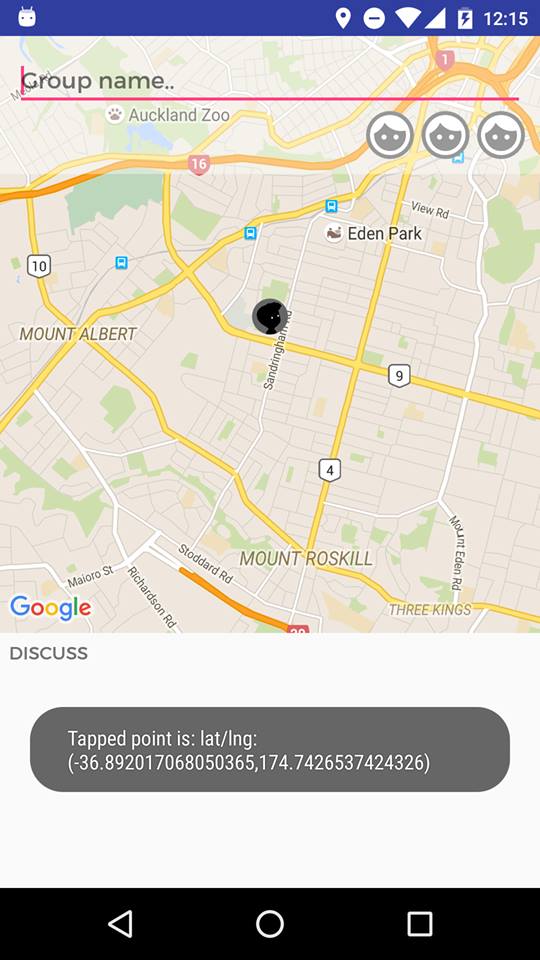 12:15
1
Group name..
Auckland Zoo
16
View Rd
Eden Park
10
MOUNT ALBERT
Sandringham Rd
9
4
Mount Eden Rd
Stoddard Rd
MOUNT ROSKILL
Maioro St
Richardson Rd
THREE KINGS
Google
20
DISCUSS
Tapped point is: lat/lng:
(-36.892017068050365,174.7426537424326)